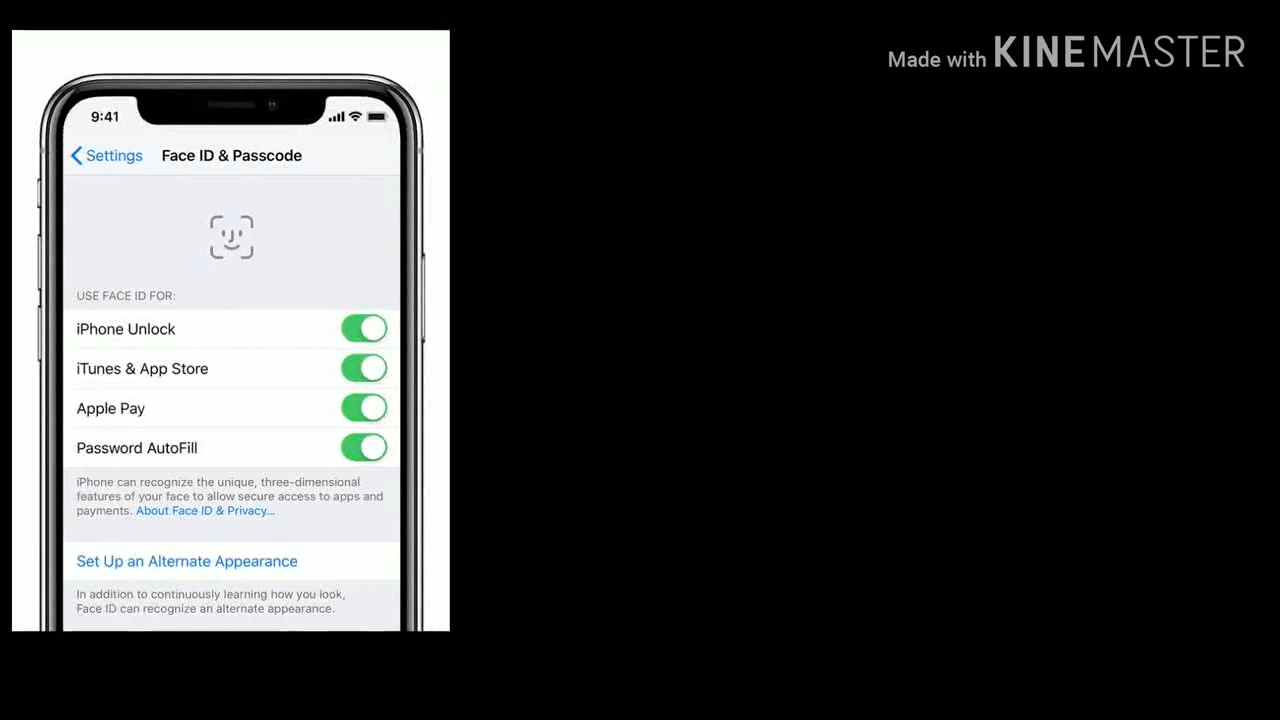 Made with KINEMASTER
9:41
Settings Face ID & Passcode
USE FACE ID FOR:
iPhone Unlock
iTunes & App Store
Apple Pay
Password AutoFill
iPhone can recognize the unique, three-dimensional
features of your face to allow secure access to apps and
payments. About Face ID & Privacy...
Set Up an Alternate Appearance
In addition to continuously learning how you look,
Face ID can recognize an alternate appearance.